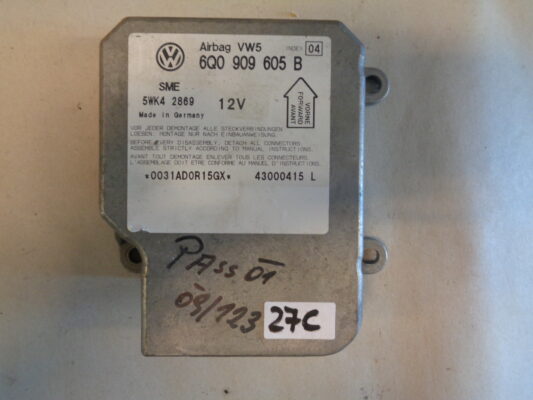 Airbag VW5 INDEX 04
6Q0 909 605 B
SME
5WK4 2869 12V
Made in Germany
VORNE
FORWARD
AVANT
VOR JEDER DEMONTAGE ALLE STECKVERBINDUNGEN
LOESEN. MONTAGE NUR NACH EINBAUANWEISUNG.
BEFORE EVERY DISASSEMBLY, DETACH ALL CONNECTORS.
ASSEMBLE STRICTLY ACCORDING TO MANUAL INSTRUCTIONS.
AVANT TOUT DEMONTAGE ENLEVER TOUS LES CONNECTEURS
L'ASSEMBLAGE DOIT ETRE CONFORME AU MANUEL D'INSTRUCTIONS.
*0031AD0R15GX* 43000415 L
PASS 01
09/123
27C